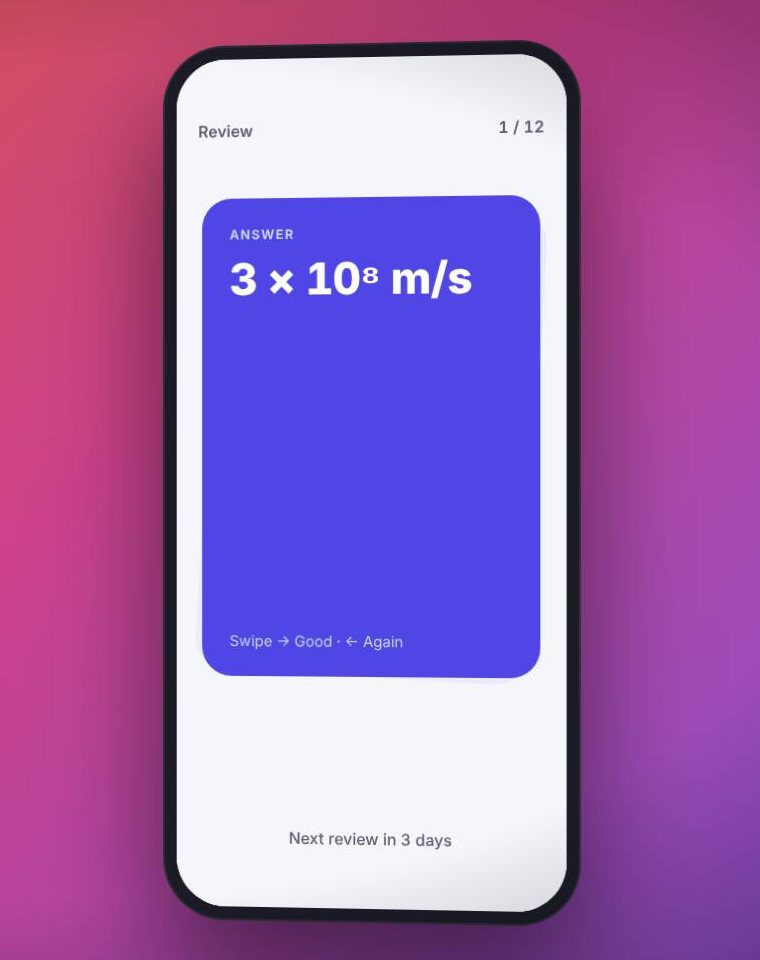 Review
1 / 12
ANSWER
3 × 10⁸ m/s
Swipe → Good · ← Again
Next review in 3 days